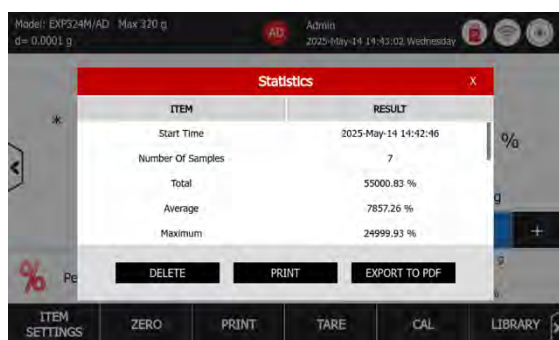 Model: EXP324M/AD Max 320 g
d= 0.0001 g
AD
Admin
2025-May-14 14:43:02 Wednesday
Statistics X
ITEM RESULT
Start Time 2025-May-14 14:42:46
Number Of Samples 7
Total 55000.83 %
Average 7857.26 %
Maximum 24999.93 %
DELETE PRINT EXPORT TO PDF
*
%
g
+
g
% Pe
%
ITEM SETTINGS ZERO PRINT TARE CAL LIBRARY